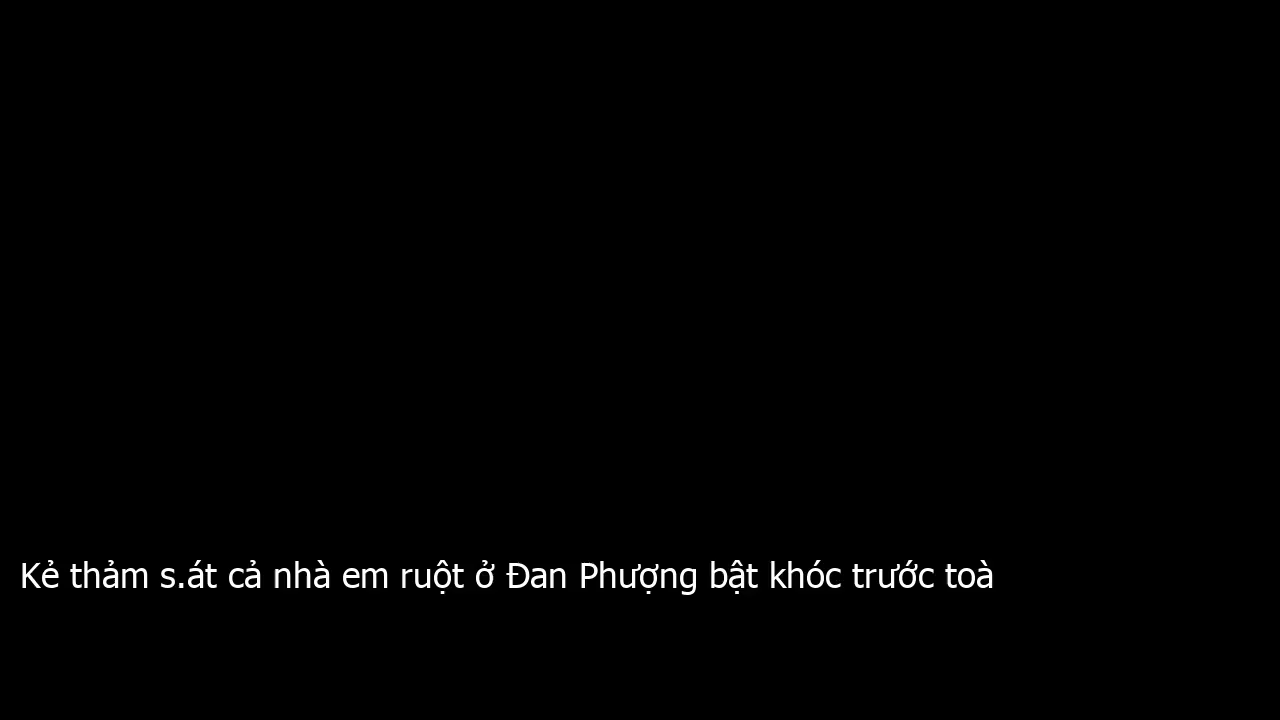 Kẻ thảm s.át cả nhà em ruột ở Đan Phượng bật khóc trước toà